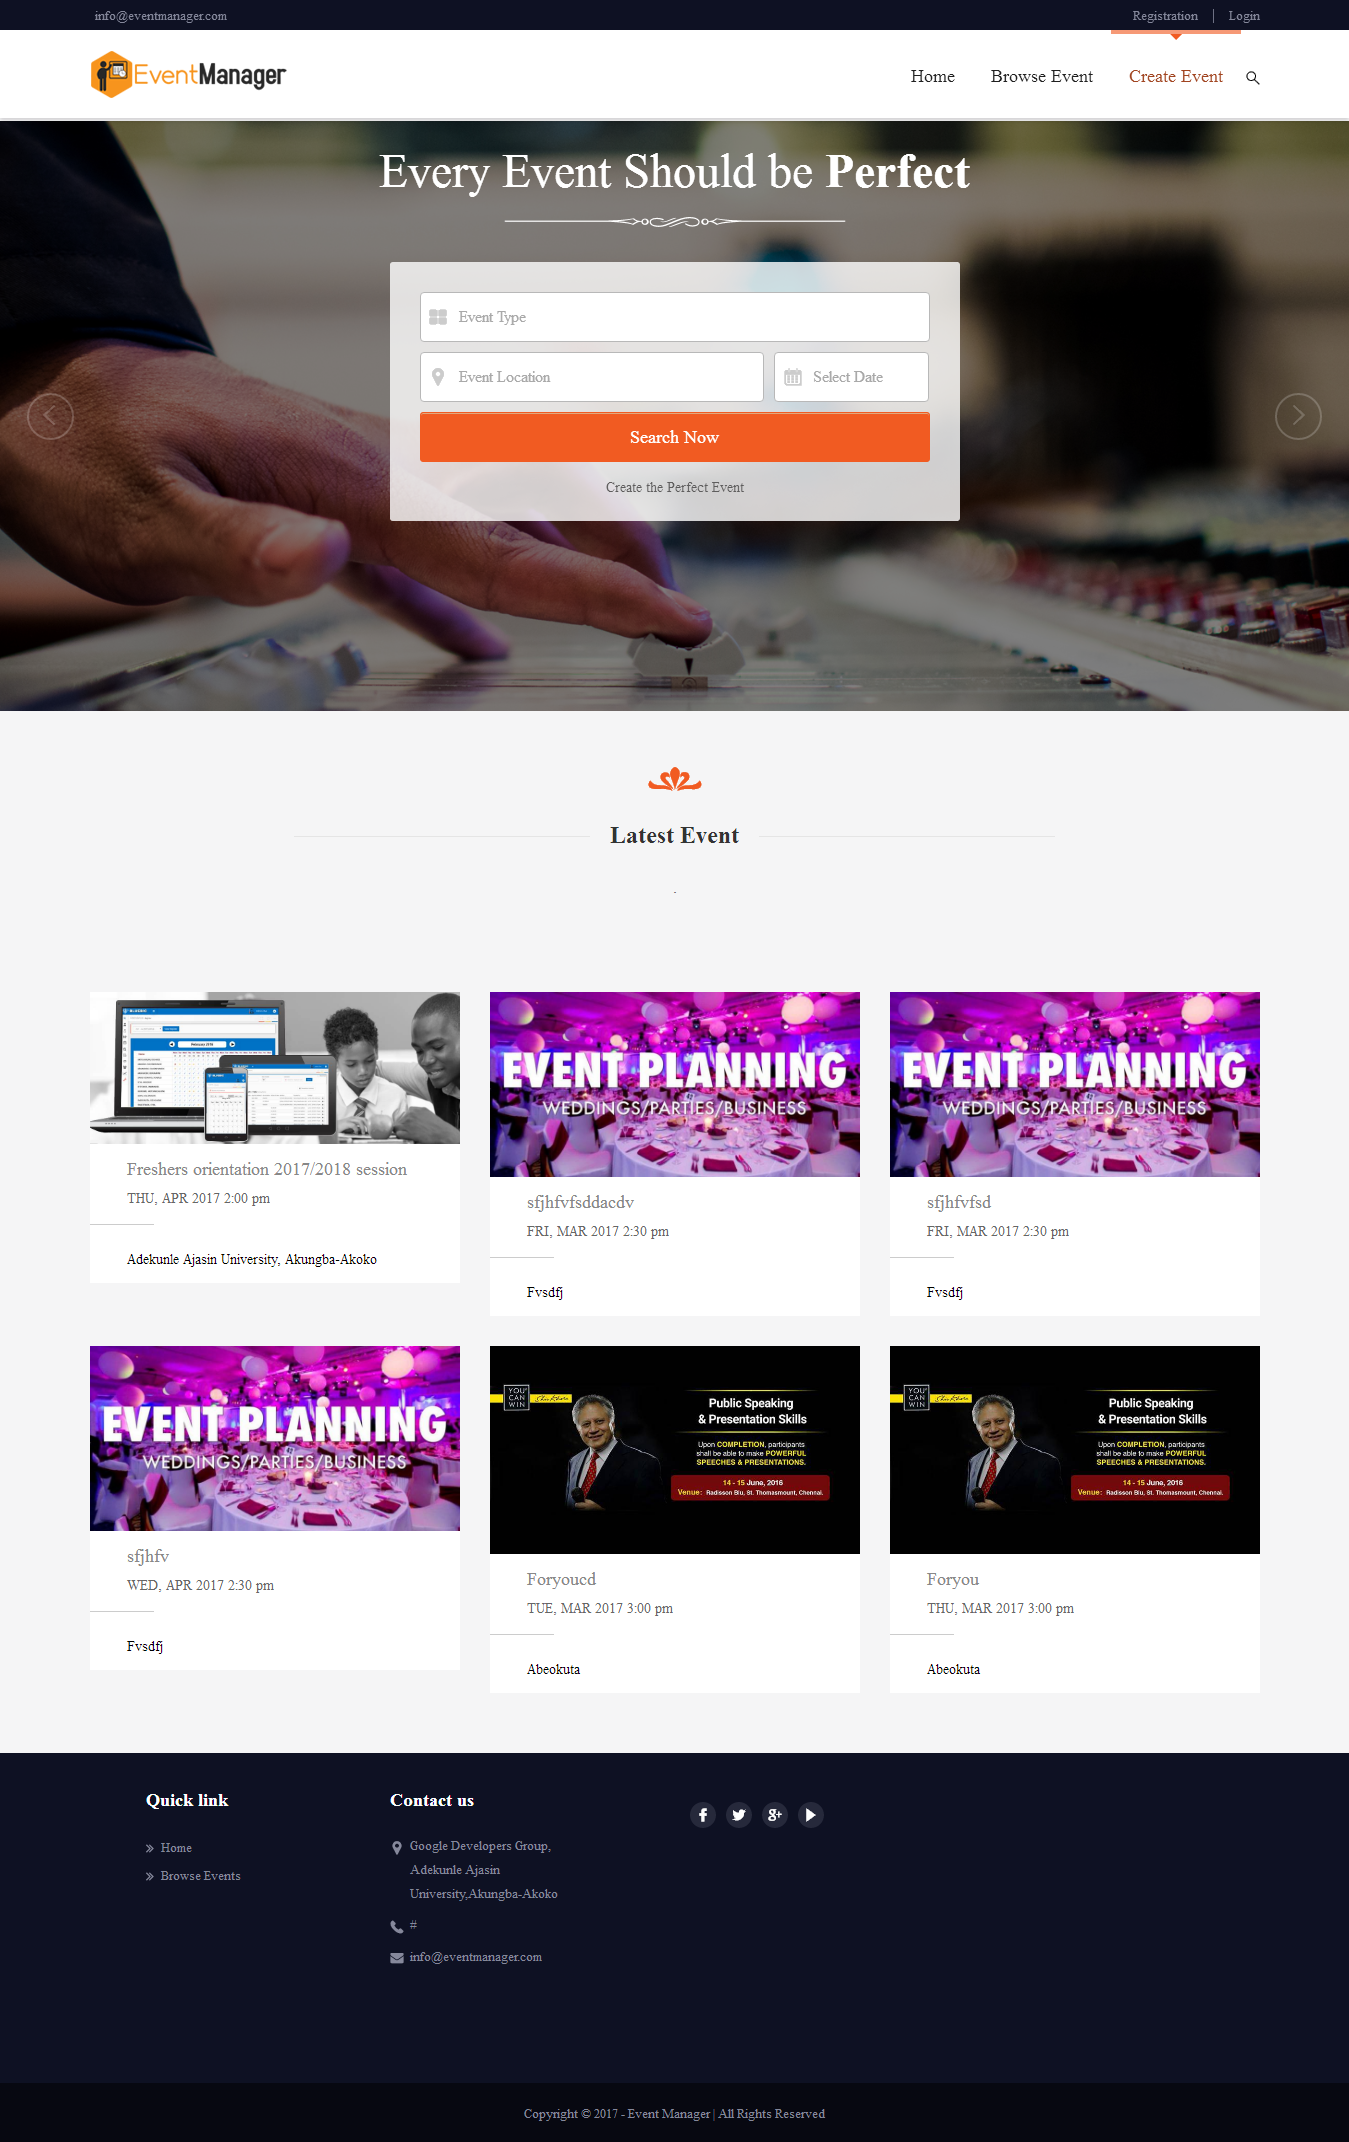 info@eventmanager.com
Registration | Login
EventManager
Home
Browse Event
Create Event
Every Event Should be Perfect
Event Type
Event Location
Select Date
Search Now
Create the Perfect Event
Latest Event
.
EVENT PLANNING
WEDDINGS/PARTIES/BUSINESS
EVENT PLANNING
WEDDINGS/PARTIES/BUSINESS
Freshers orientation 2017/2018 session
THU, APR 2017 2:00 pm
Adekunle Ajasin University, Akungba-Akoko
sfjhfvfsddacdv
FRI, MAR 2017 2:30 pm
Fvsdfj
sfjhfvfsd
FRI, MAR 2017 2:30 pm
Fvsdfj
EVENT PLANNING
WEDDINGS/PARTIES/BUSINESS
sfjhfv
WED, APR 2017 2:30 pm
Fvsdfj
YOU CAN WIN
Public Speaking
& Presentation Skills
Upon COMPLETION, participants
shall be able to make POWERFUL
SPEECHES & PRESENTATIONS.
14 - 15 June, 2016
Venue: Radisson Blu, St. Thomasmount, Chennai.
Foryoucd
TUE, MAR 2017 3:00 pm
Abeokuta
YOU CAN WIN
Public Speaking
& Presentation Skills
Upon COMPLETION, participants
shall be able to make POWERFUL
SPEECHES & PRESENTATIONS.
14 - 15 June, 2016
Venue: Radisson Blu, St. Thomasmount, Chennai.
Foryou
THU, MAR 2017 3:00 pm
Abeokuta
Quick link
Home
Browse Events
Contact us
Google Developers Group,
Adekunle Ajasin
University,Akungba-Akoko
#
info@eventmanager.com
Copyright © 2017 - Event Manager | All Rights Reserved